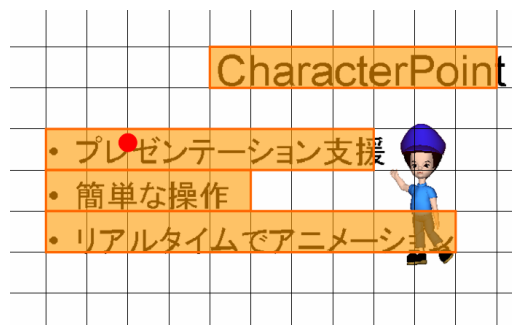 CharacterPoint
• プレゼンテーション支援
• 簡単な操作
• リアルタイムでアニメーション